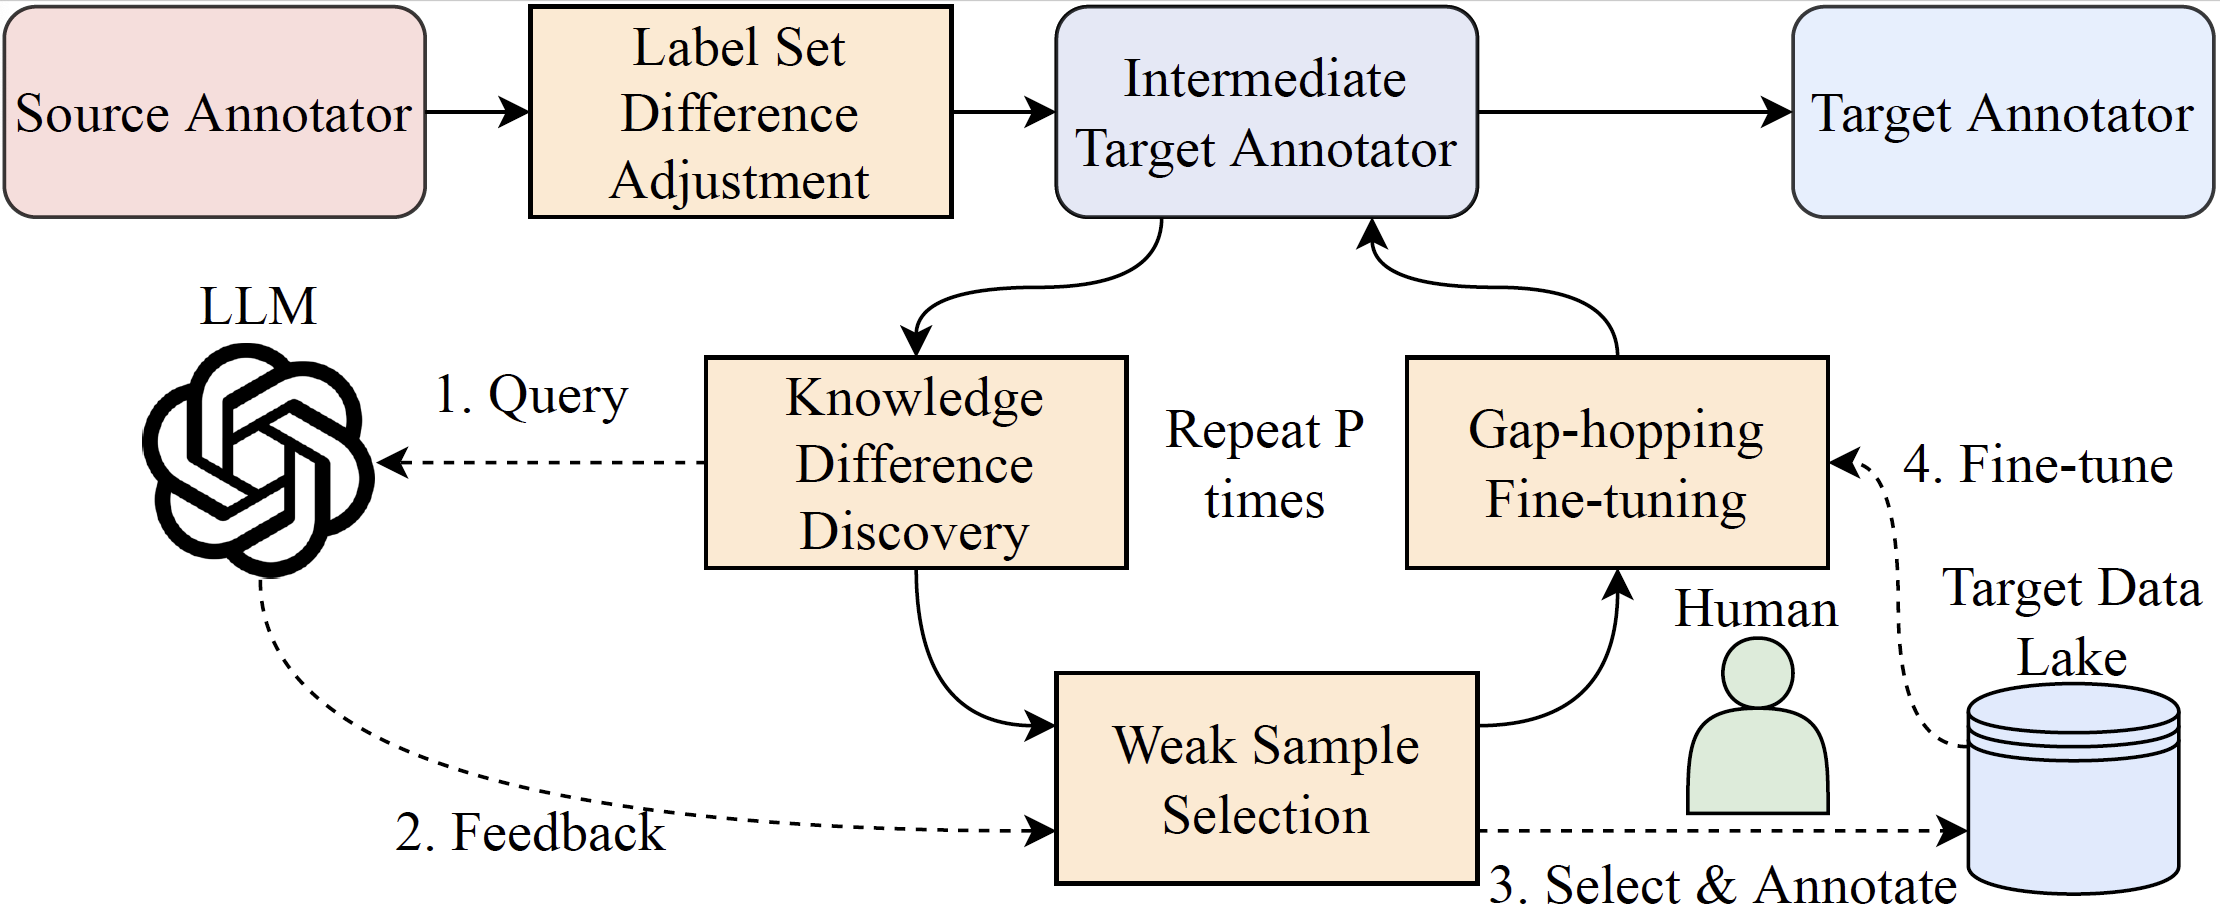 Source Annotator
Label Set
Difference
Adjustment
Intermediate
Target Annotator
Target Annotator
LLM
1. Query
Knowledge
Difference
Discovery
Repeat P
times
Gap-hopping
Fine-tuning
4. Fine-tune
Human
Target Data
Lake
Weak Sample
Selection
2. Feedback
3. Select & Annotate